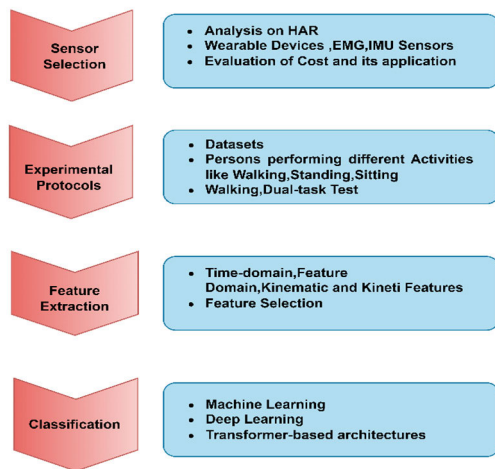 Sensor
Selection
• Analysis on HAR
• Wearable Devices ,EMG,IMU Sensors
• Evaluation of Cost and its application
Experimental
Protocols
• Datasets
• Persons performing different Activities
like Walking,Standing,Sitting
• Walking,Dual-task Test
Feature
Extraction
• Time-domain,Feature
Domain,Kinematic and Kineti Features
• Feature Selection
Classification
• Machine Learning
• Deep Learning
• Transformer-based architectures